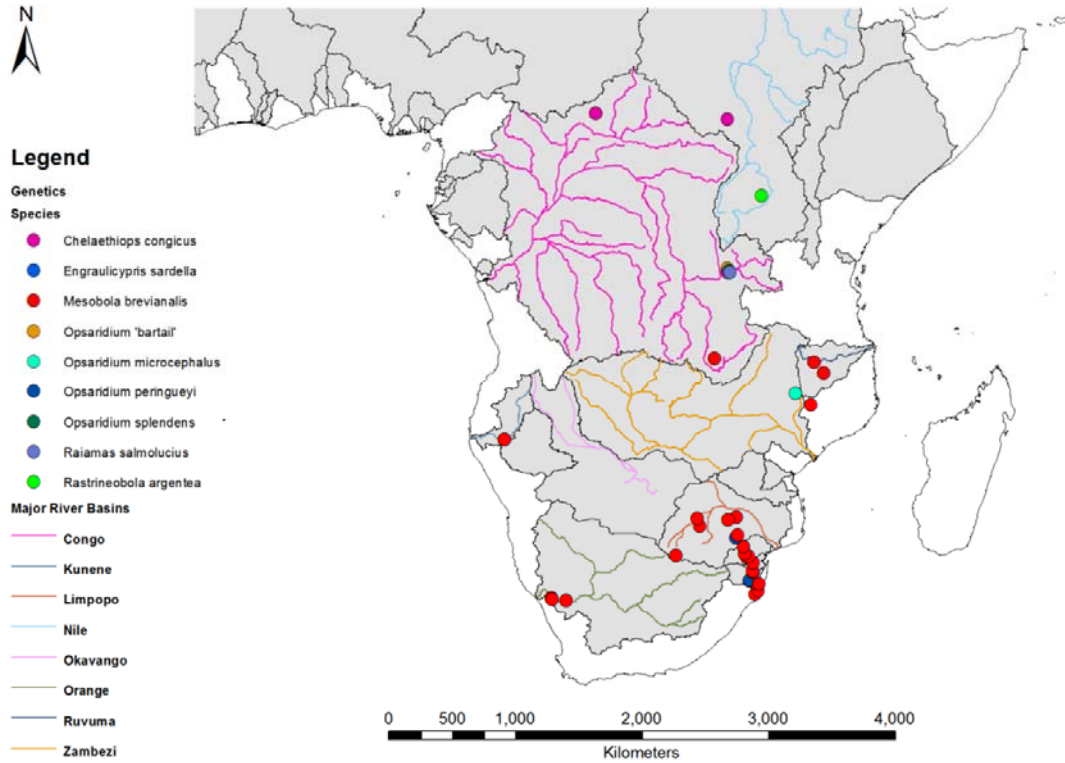 N
Legend
Genetics
Species
Chelaethiops congicus
Engraulicypris sardella
Mesobola brevianalis
Opsaridium 'bartail'
Opsaridium microcephalus
Opsaridium peringueyi
Opsaridium splendens
Raiamas salmolucius
Rastrineobola argentea
Major River Basins
Congo
Kunene
Limpopo
Nile
Okavango
Orange
Ruvuma
Zambezi
0 500 1,000 2,000 3,000 4,000
Kilometers